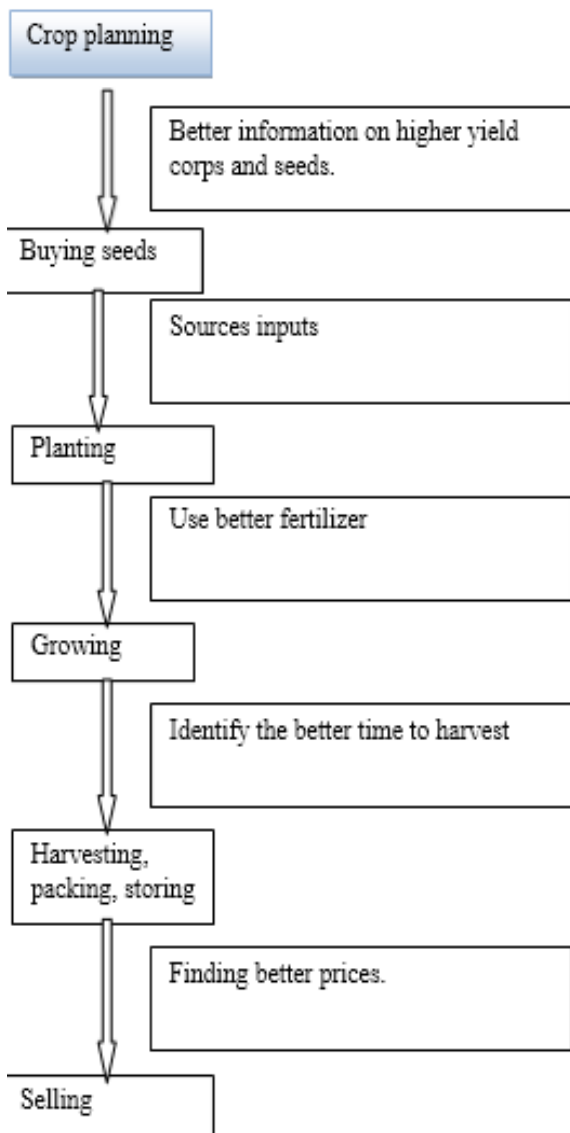 Crop planning
Better information on higher yield
corps and seeds.
Buying seeds
Sources inputs
Planting
Use better fertilizer
Growing
Identify the better time to harvest
Harvesting,
packing, storing
Finding better prices.
Selling